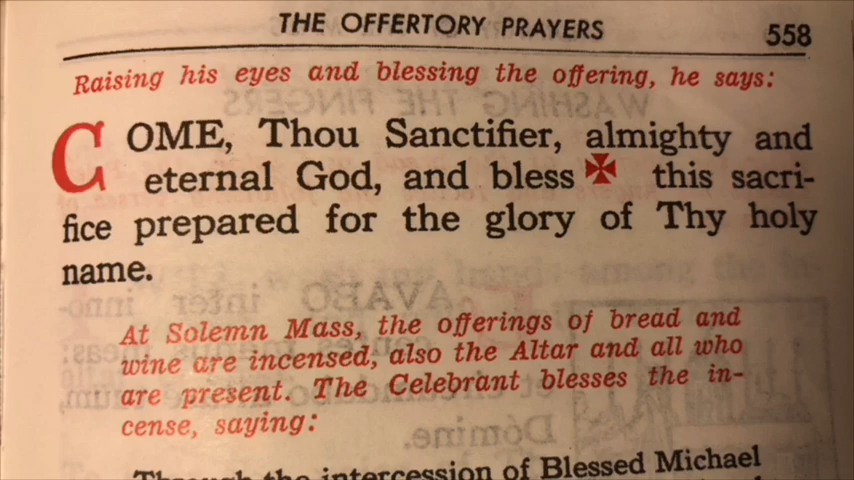 THE OFFERTORY PRAYERS 558
Raising his eyes and blessing the offering, he says:
COME, Thou Sanctifier, almighty and
eternal God, and bless ✠ this sacri-
fice prepared for the glory of Thy holy
name.
At Solemn Mass, the offerings of bread and
wine are incensed, also the Altar and all who
are present. The Celebrant blesses the in-
cense, saying:
Through the intercession of Blessed Michael